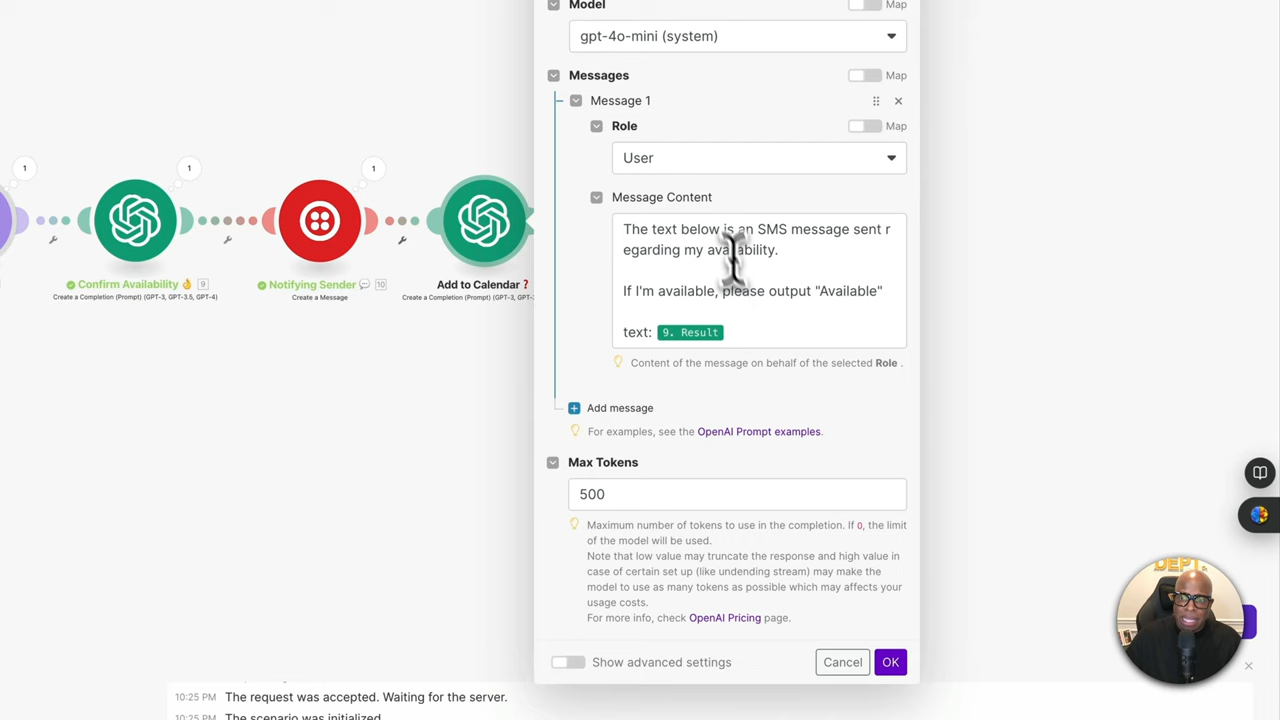 Model
Map
gpt-4o-mini (system)
Messages
Map
Message 1
Role
Map
User
Message Content
The text below is an SMS message sent r
egarding my availability.
If I'm available, please output "Available"
text: 9. Result
Content of the message on behalf of the selected Role .
Add message
For examples, see the OpenAI Prompt examples.
Max Tokens
500
Maximum number of tokens to use in the completion. If 0, the limit
of the model will be used.
Note that low value may truncate the response and high value in
case of certain set up (like undending stream) may make the
model to use as many tokens as possible which may affects your
usage costs.
For more info, check OpenAI Pricing page.
Show advanced settings
Cancel
OK
1
1
1
Confirm Availability 👌 9
Create a Completion (Prompt) (GPT-3, GPT-3.5, GPT-4)
Notifying Sender 💬 10
Create a Message
Add to Calendar ❓
Create a Completion (Prompt) (GPT-3, GPT-
10:25 PM The request was accepted. Waiting for the server.
10:25 PM The scenario was initialized.
DEPT